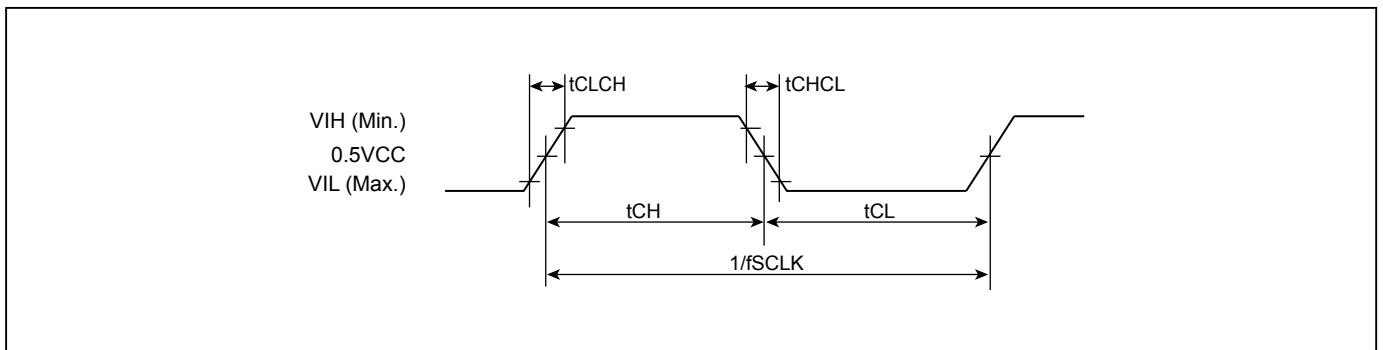 tCLCH
tCHCL
VIH (Min.)
0.5VCC
VIL (Max.)
tCH
tCL
1/fSCLK